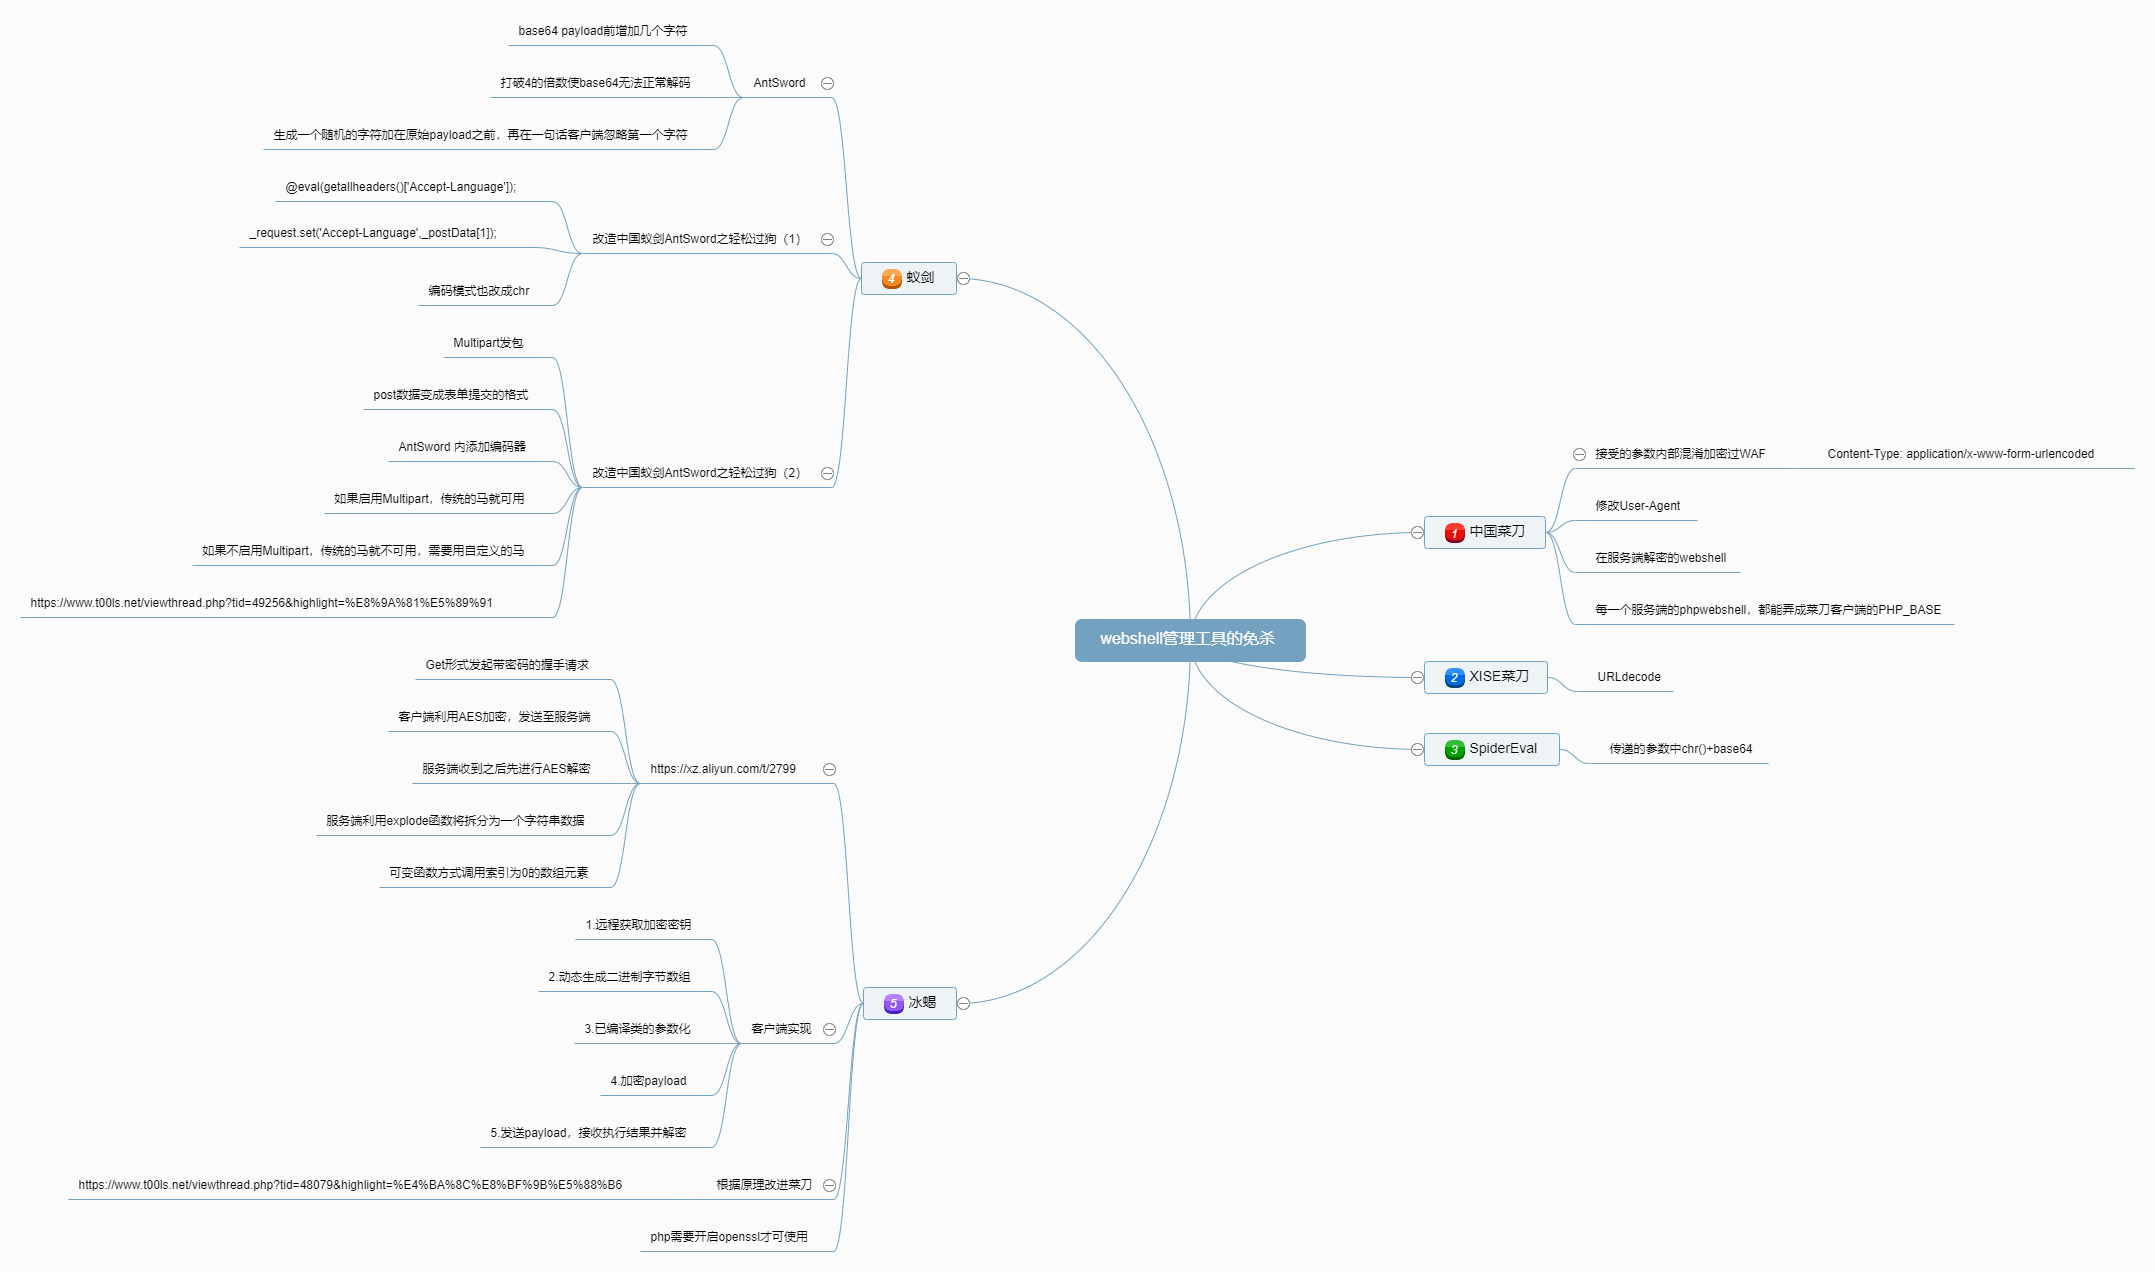 webshell管理工具的免杀
1 中国菜刀
接受的参数内部混淆加密过WAF
Content-Type: application/x-www-form-urlencoded
修改User-Agent
在服务端解密的webshell
每一个服务端的phpwebshell，都能弄成菜刀客户端的PHP_BASE
2 XISE菜刀
URLdecode
3 SpiderEval
传递的参数中chr()+base64
4 蚁剑
AntSword
base64 payload前增加几个字符
打破4的倍数使base64无法正常解码
生成一个随机的字符加在原始payload之前，再在一句话客户端忽略第一个字符
改造中国蚁剑AntSword之轻松过狗（1）
@eval(getallheaders()['Accept-Language']);
_request.set('Accept-Language',_postData[1]);
编码模式也改成chr
改造中国蚁剑AntSword之轻松过狗（2）
Multipart发包
post数据变成表单提交的格式
AntSword 内添加编码器
如果启用Multipart，传统的马就可用
如果不启用Multipart，传统的马就不可用，需要用自定义的马
https://www.t00ls.net/viewthread.php?tid=49256&highlight=%E8%9A%81%E5%89%91
5 冰蝎
https://xz.aliyun.com/t/2799
Get形式发起带密码的握手请求
客户端利用AES加密，发送至服务端
服务端收到之后先进行AES解密
服务端利用explode函数将拆分为一个字符串数据
可变函数方式调用索引为0的数组元素
客户端实现
1.远程获取加密密钥
2.动态生成二进制字节数组
3.已编译类的参数化
4.加密payload
5.发送payload，接收执行结果并解密
根据原理改进菜刀
https://www.t00ls.net/viewthread.php?tid=48079&highlight=%E4%BA%8C%E8%BF%9B%E5%88%B6
php需要开启openssl才可使用